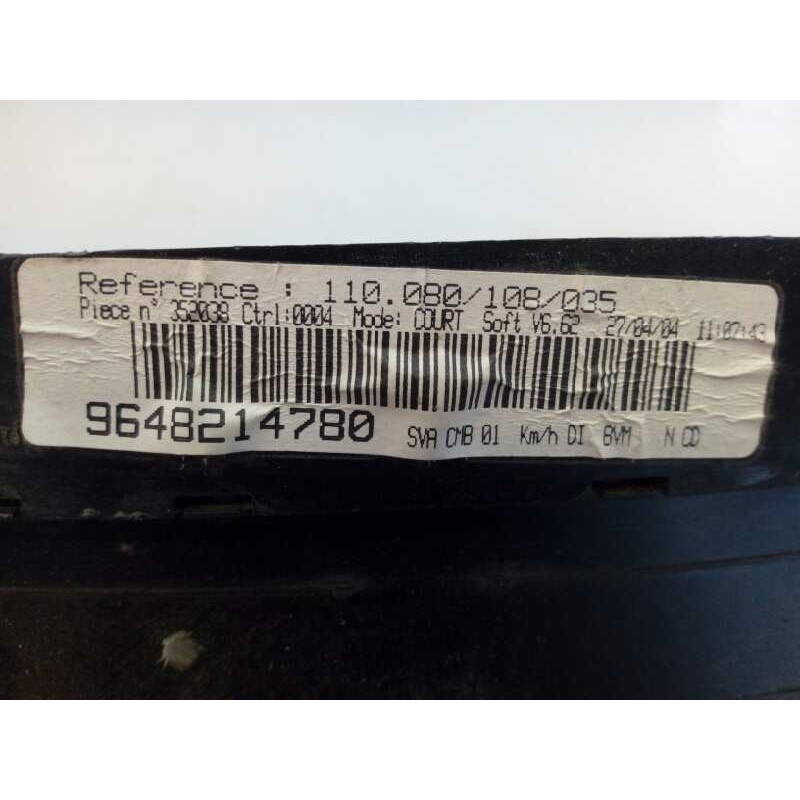 Reference : 110.080/108/035
Piece n° 352038 Ctrl:0004 Mode: COURT Soft V6.62 27/04/04 11:07:43
9648214780 SVA CMB 01 Km/h DI BVM N CD